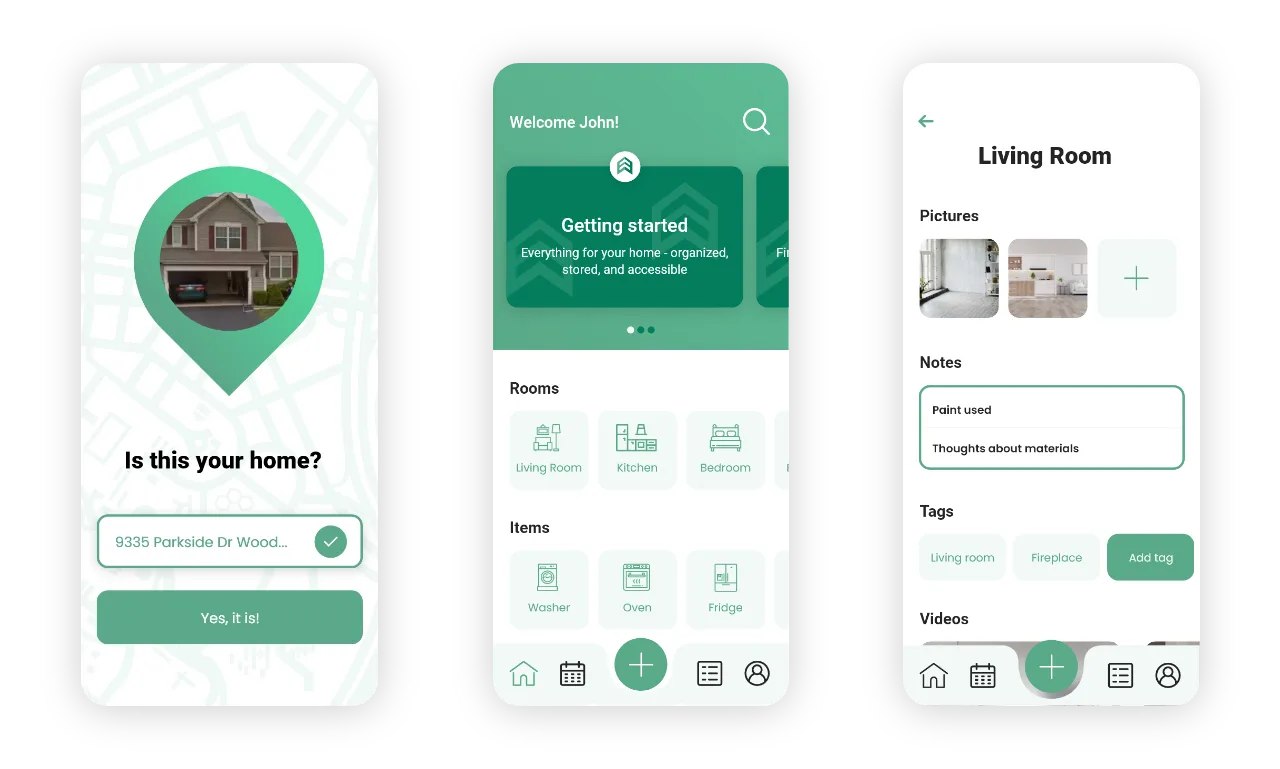 Is this your home?
9335 Parkside Dr Wood...
Yes, it is!
Welcome John!
Getting started
Everything for your home - organized,
stored, and accessible
Fi
Rooms
Living Room
Kitchen
Bedroom
Items
Washer
Oven
Fridge
Living Room
Pictures
Notes
Paint used
Thoughts about materials
Tags
Living room
Fireplace
Add tag
Videos